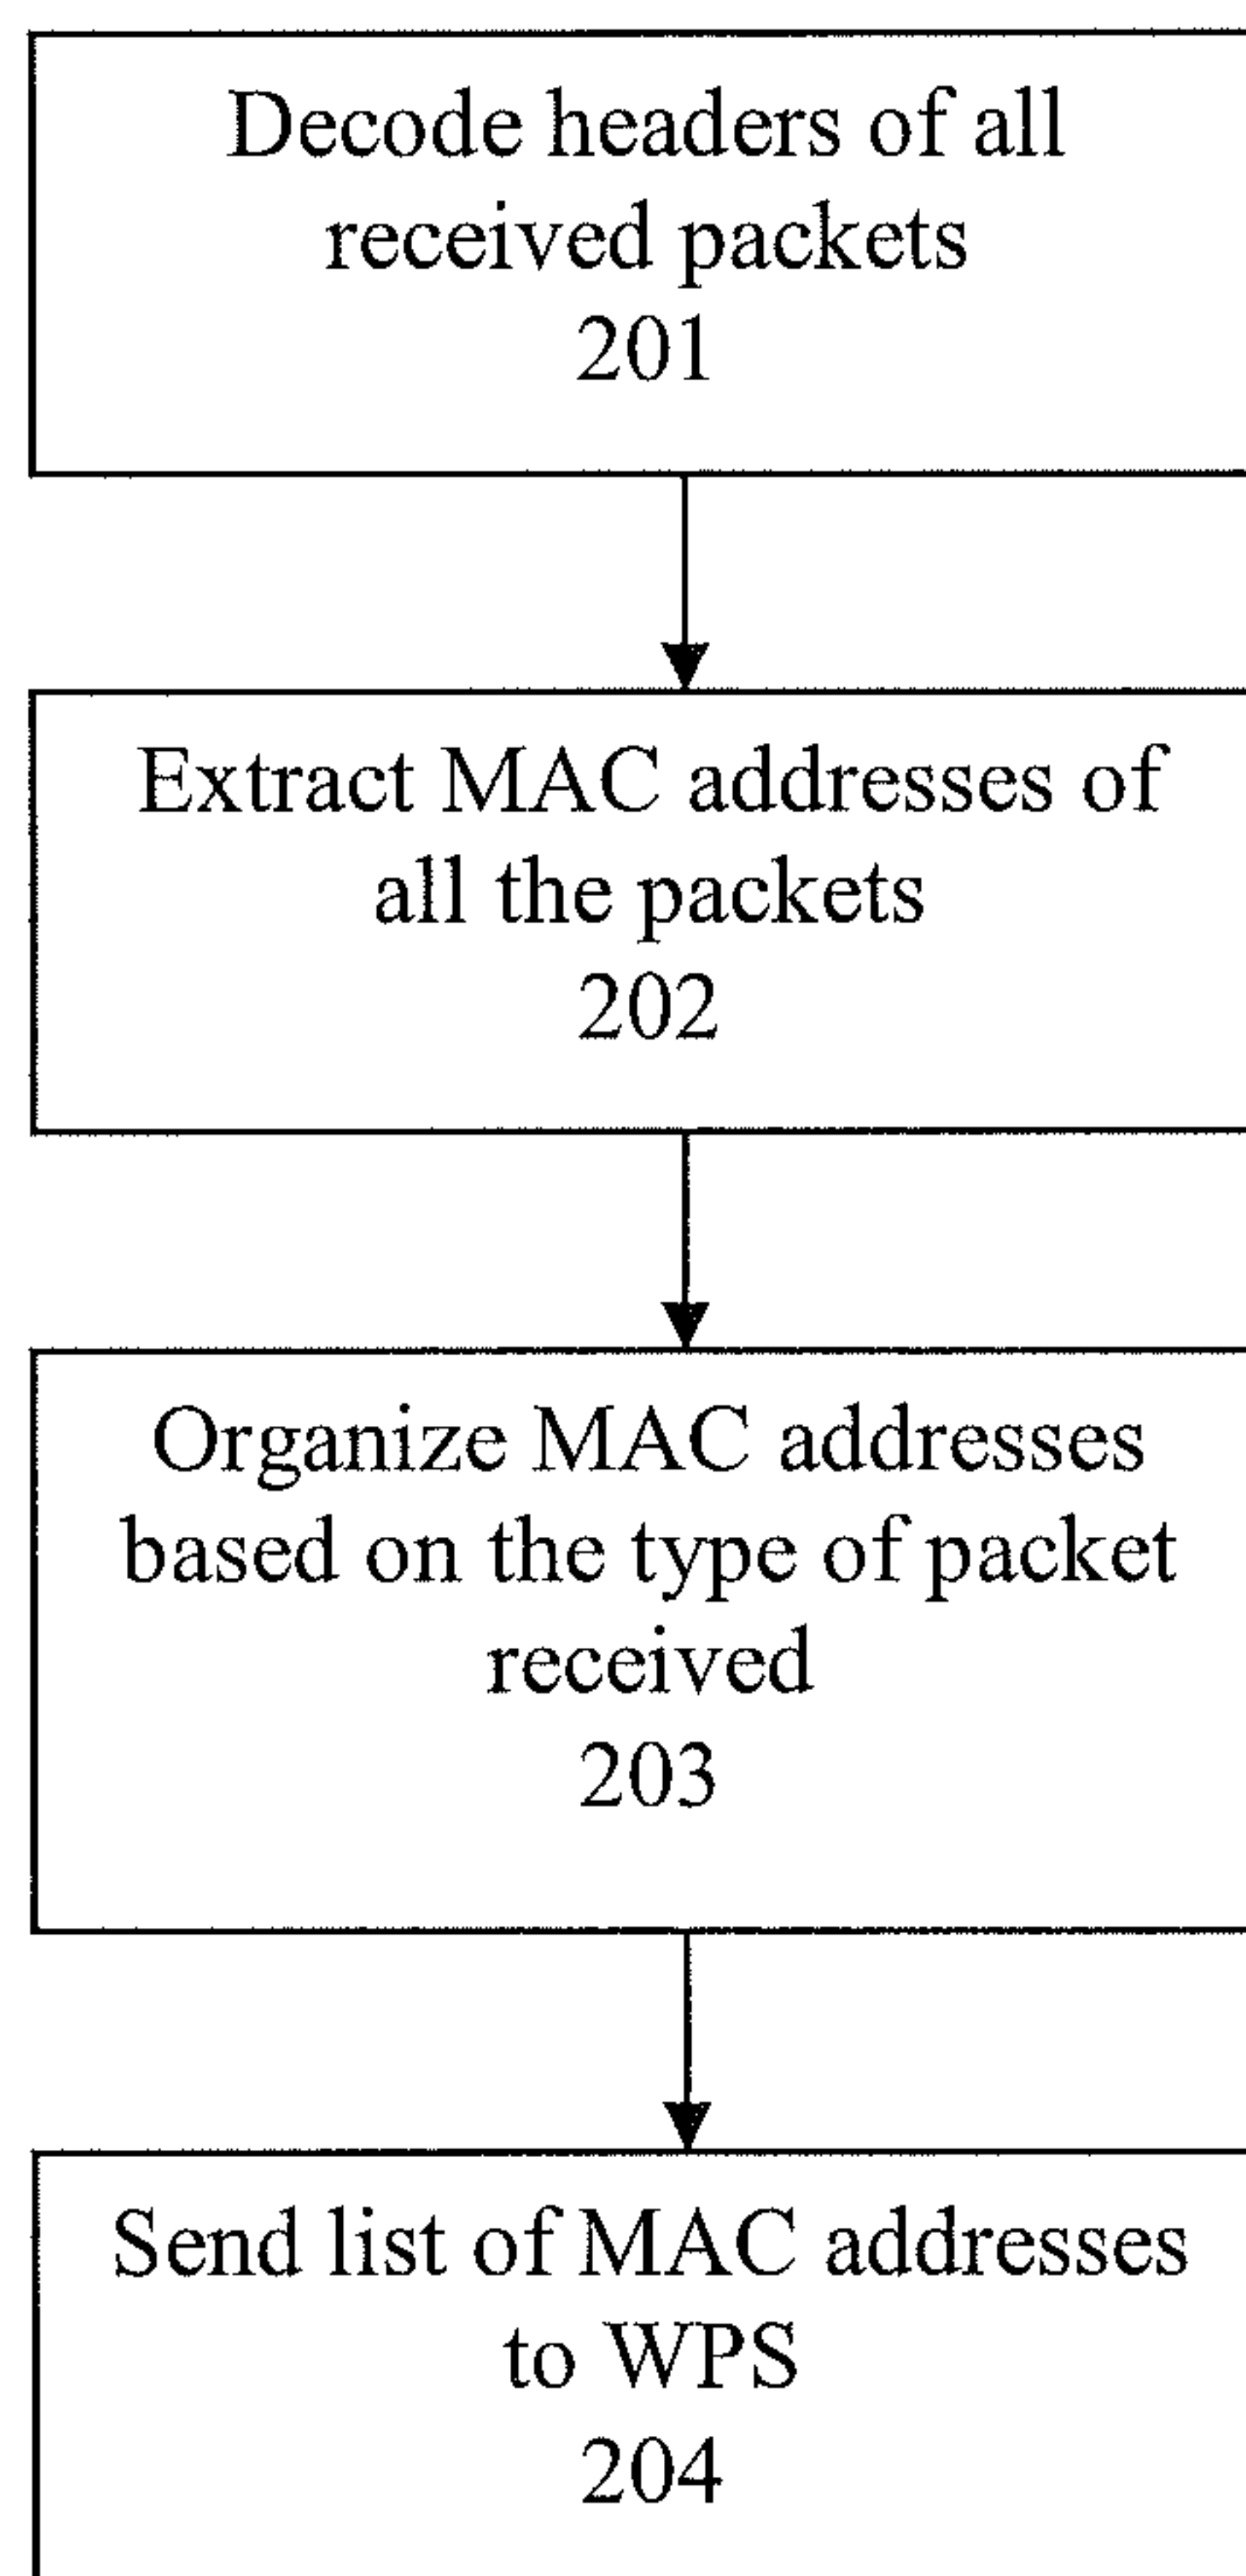 Decode headers of all
received packets
201
Extract MAC addresses of
all the packets
202
Organize MAC addresses
based on the type of packet
received
203
Send list of MAC addresses
to WPS
204